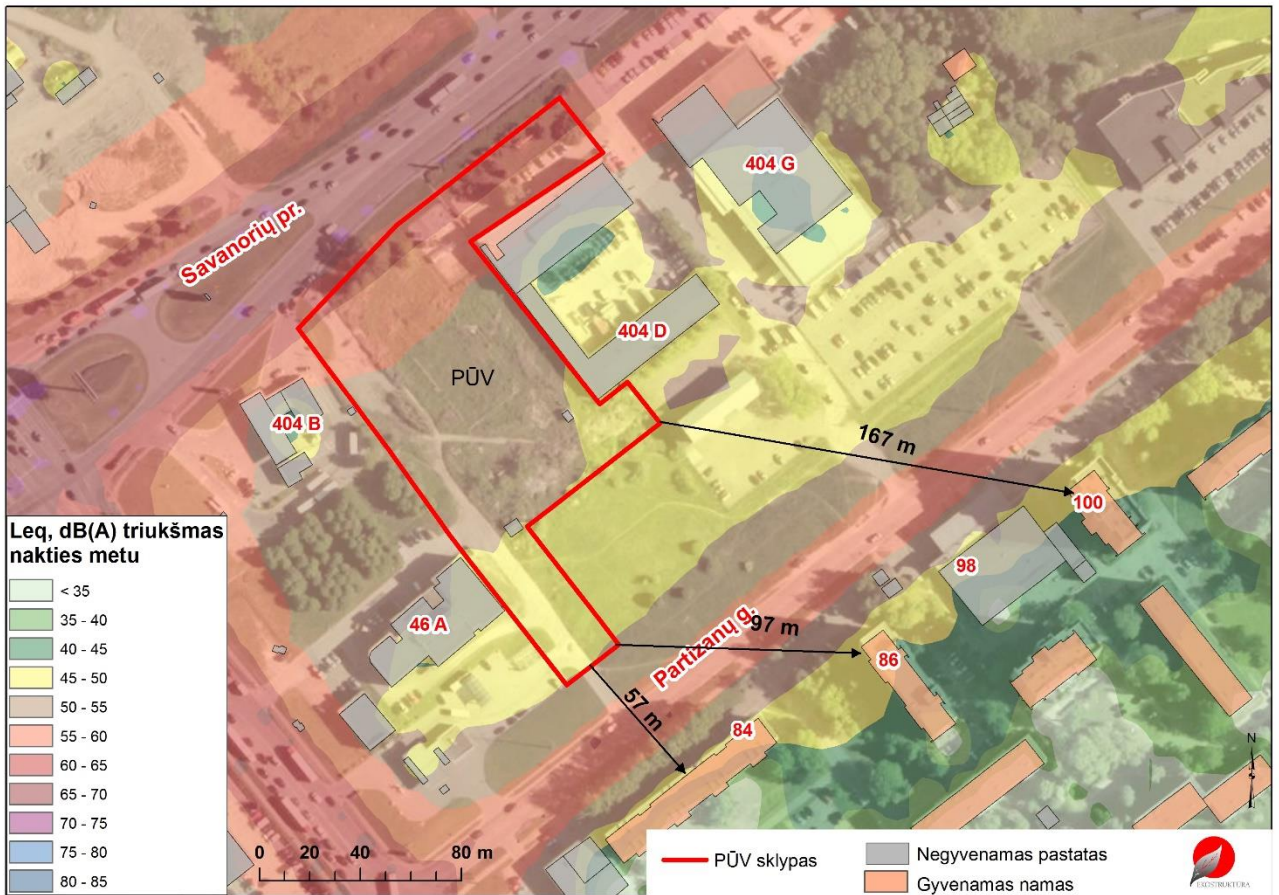 Savanorių pr.
404 G
404 D
PŪV
404 B
167 m
100
98
46 A
Partizanų g.
97 m
86
57 m
84
N
Leq, dB(A) triukšmas
nakties metu
< 35
35 - 40
40 - 45
45 - 50
50 - 55
55 - 60
60 - 65
65 - 70
70 - 75
75 - 80
80 - 85
0 20 40 80 m
PŪV sklypas
Negyvenamas pastatas
Gyvenamas namas
EKOSTRUKTŪRA